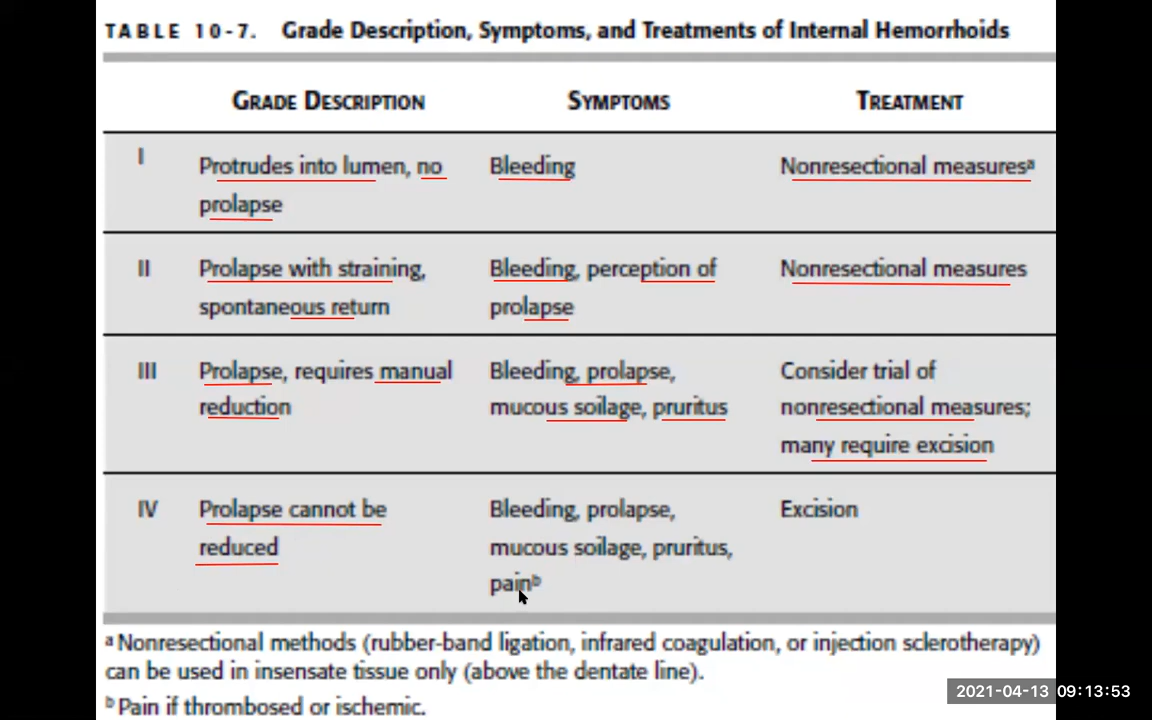 TABLE 10-7. Grade Description, Symptoms, and Treatments of Internal Hemorrhoids
GRADE DESCRIPTION SYMPTOMS TREATMENT
I Protrudes into lumen, no Bleeding Nonresectional measuresᵃ
prolapse
II Prolapse with straining, Bleeding, perception of Nonresectional measures
spontaneous return prolapse
III Prolapse, requires manual Bleeding, prolapse, Consider trial of
reduction mucous soilage, pruritus nonresectional measures;
many require excision
IV Prolapse cannot be Bleeding, prolapse, Excision
reduced mucous soilage, pruritus,
painᵇ
ᵃ Nonresectional methods (rubber-band ligation, infrared coagulation, or injection sclerotherapy)
can be used in insensate tissue only (above the dentate line).
ᵇ Pain if thrombosed or ischemic.
2021-04-13 09:13:53